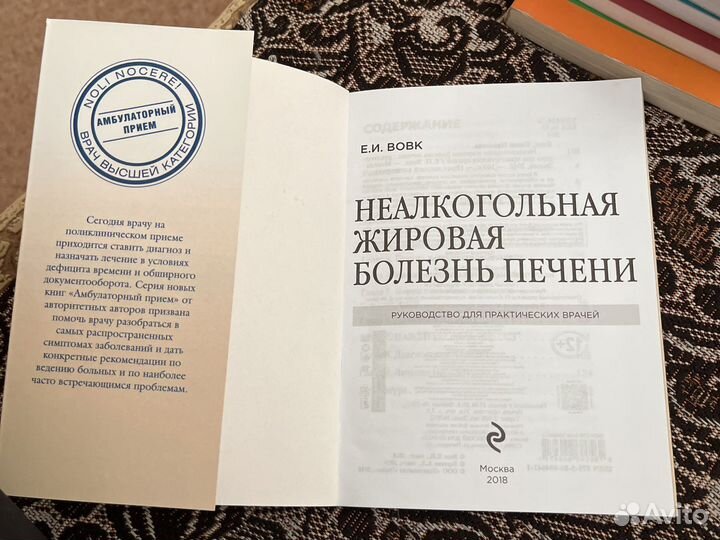 NOLI NOCERE!
АМБУЛАТОРНЫЙ
ПРИЕМ
ВРАЧ ВЫСШЕЙ КАТЕГОРИИ
Сегодня врачу на
поликлиническом приеме
приходится ставить диагноз и
назначать лечение в условиях
дефицита времени и обширного
документооборота. Серия новых
книг «Амбулаторный прием» от
авторитетных авторов призвана
помочь врачу разобраться в
самых распространенных
симптомах заболеваний и дать
конкретные рекомендации по
ведению больных и по наиболее
часто встречающимся проблемам.
СОДЕРЖАНИЕ
Е.И. ВОВК
НЕАЛКОГОЛЬНАЯ
ЖИРОВАЯ
БОЛЕЗНЬ ПЕЧЕНИ
РУКОВОДСТВО ДЛЯ ПРАКТИЧЕСКИХ ВРАЧЕЙ
12+
Москва
2018
Avito